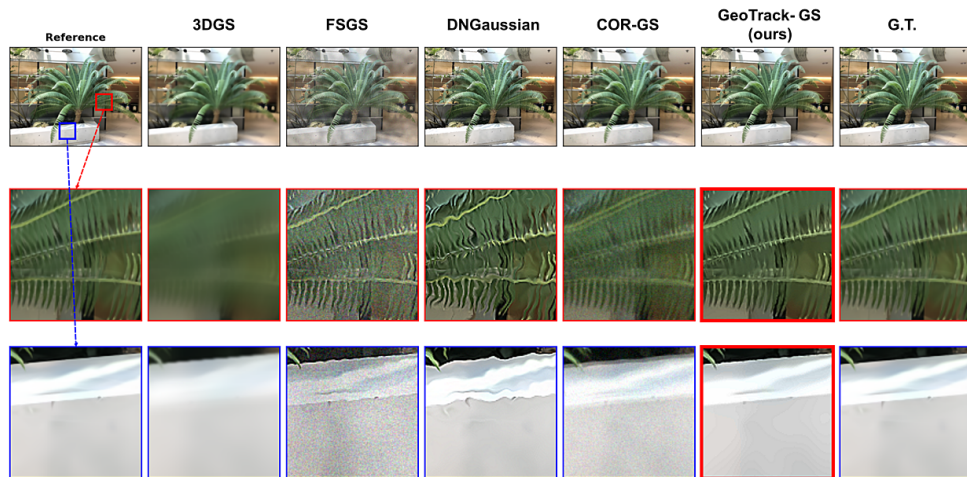 Reference
3DGS
FSGS
DNGaussian
COR-GS
GeoTrack- GS
(ours)
G.T.